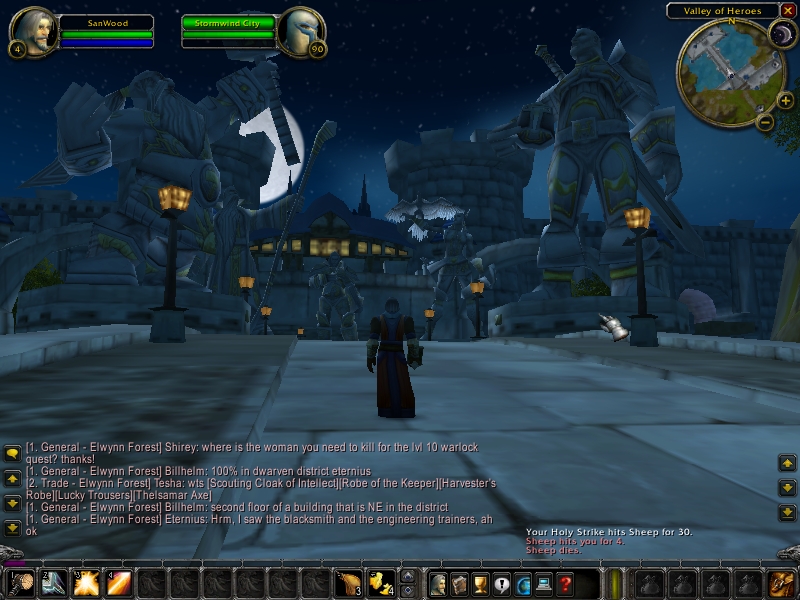 SanWood
4
Stormwind City
90
Valley of Heroes
N
[1. General - Elwynn Forest] Shirey: where is the woman you need to kill for the lvl 10 warlock
quest? thanks!
[1. General - Elwynn Forest] Billhelm: 100% in dwarven district eternius
[2. Trade - Elwynn Forest] Tesha: wts [Scouting Cloak of Intellect][Robe of the Keeper][Harvester's
Robe][Lucky Trousers][Thelsamar Axe]
[1. General - Elwynn Forest] Billhelm: second floor of a building that is NE in the district
[1. General - Elwynn Forest] Eternius: Hrm, I saw the blacksmith and the engineering trainers, ah
ok
Your Holy Strike hits Sheep for 30.
Sheep hits you for 4.
Sheep dies.
2
3
4
3
4